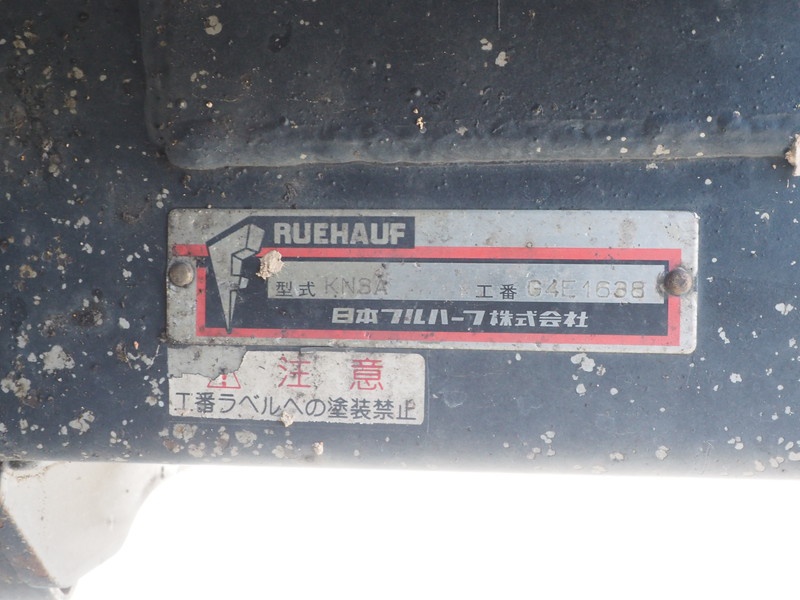 FRUEHAUF
型式 KNSA 工番 G4E1638
日本フルハーフ株式会社
⚠ 注意
工番ラベルへの塗装禁止